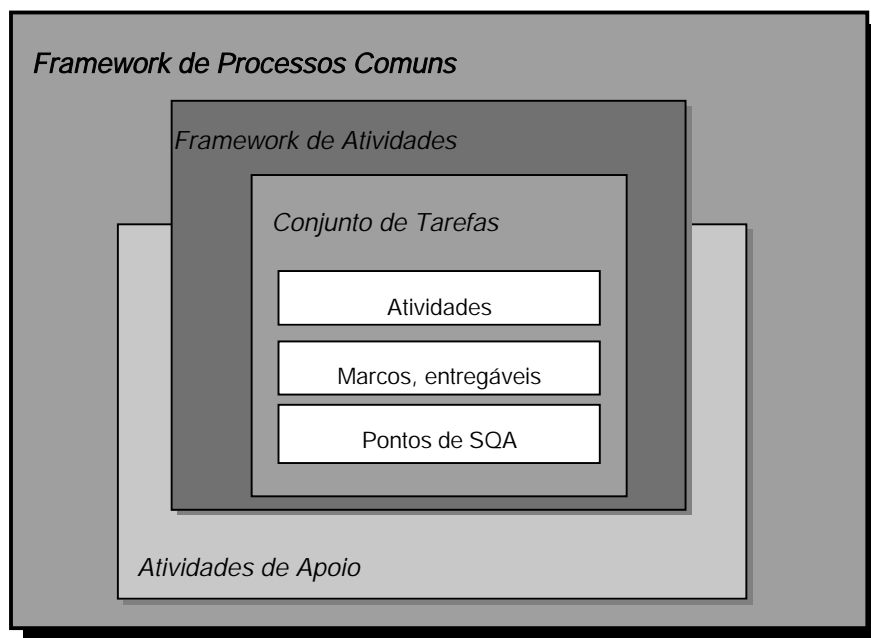 Framework de Processos Comuns
Framework de Atividades
Conjunto de Tarefas
Atividades
Marcos, entregáveis
Pontos de SQA
Atividades de Apoio